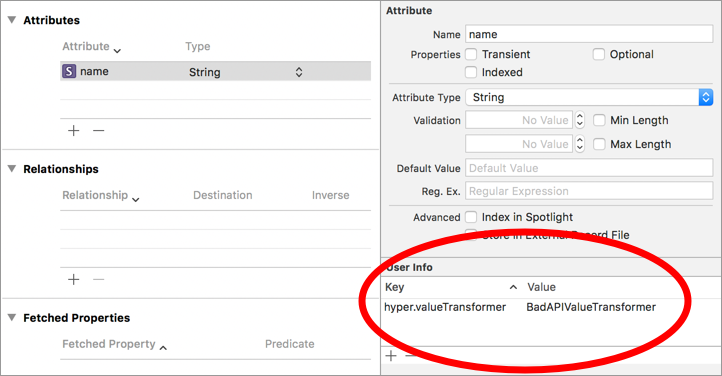 Attributes
Attribute Type
S name String
+ −
Relationships
Relationship Destination Inverse
+ −
Fetched Properties
Fetched Property Predicate
Attribute
Name name
Properties Transient Optional
Indexed
Attribute Type String
Validation No Value Min Length
No Value Max Length
Default Value Default Value
Reg. Ex. Regular Expression
Advanced Index in Spotlight
Store in External Record File
User Info
Key Value
hyper.valueTransformer BadAPIValueTransformer
+ −